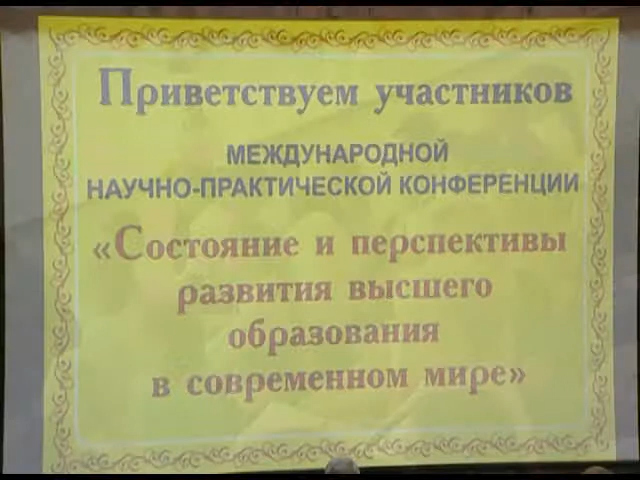 Приветствуем участников
МЕЖДУНАРОДНОЙ
НАУЧНО-ПРАКТИЧЕСКОЙ КОНФЕРЕНЦИИ
«Состояние и перспективы
развития высшего
образования
в современном мире»